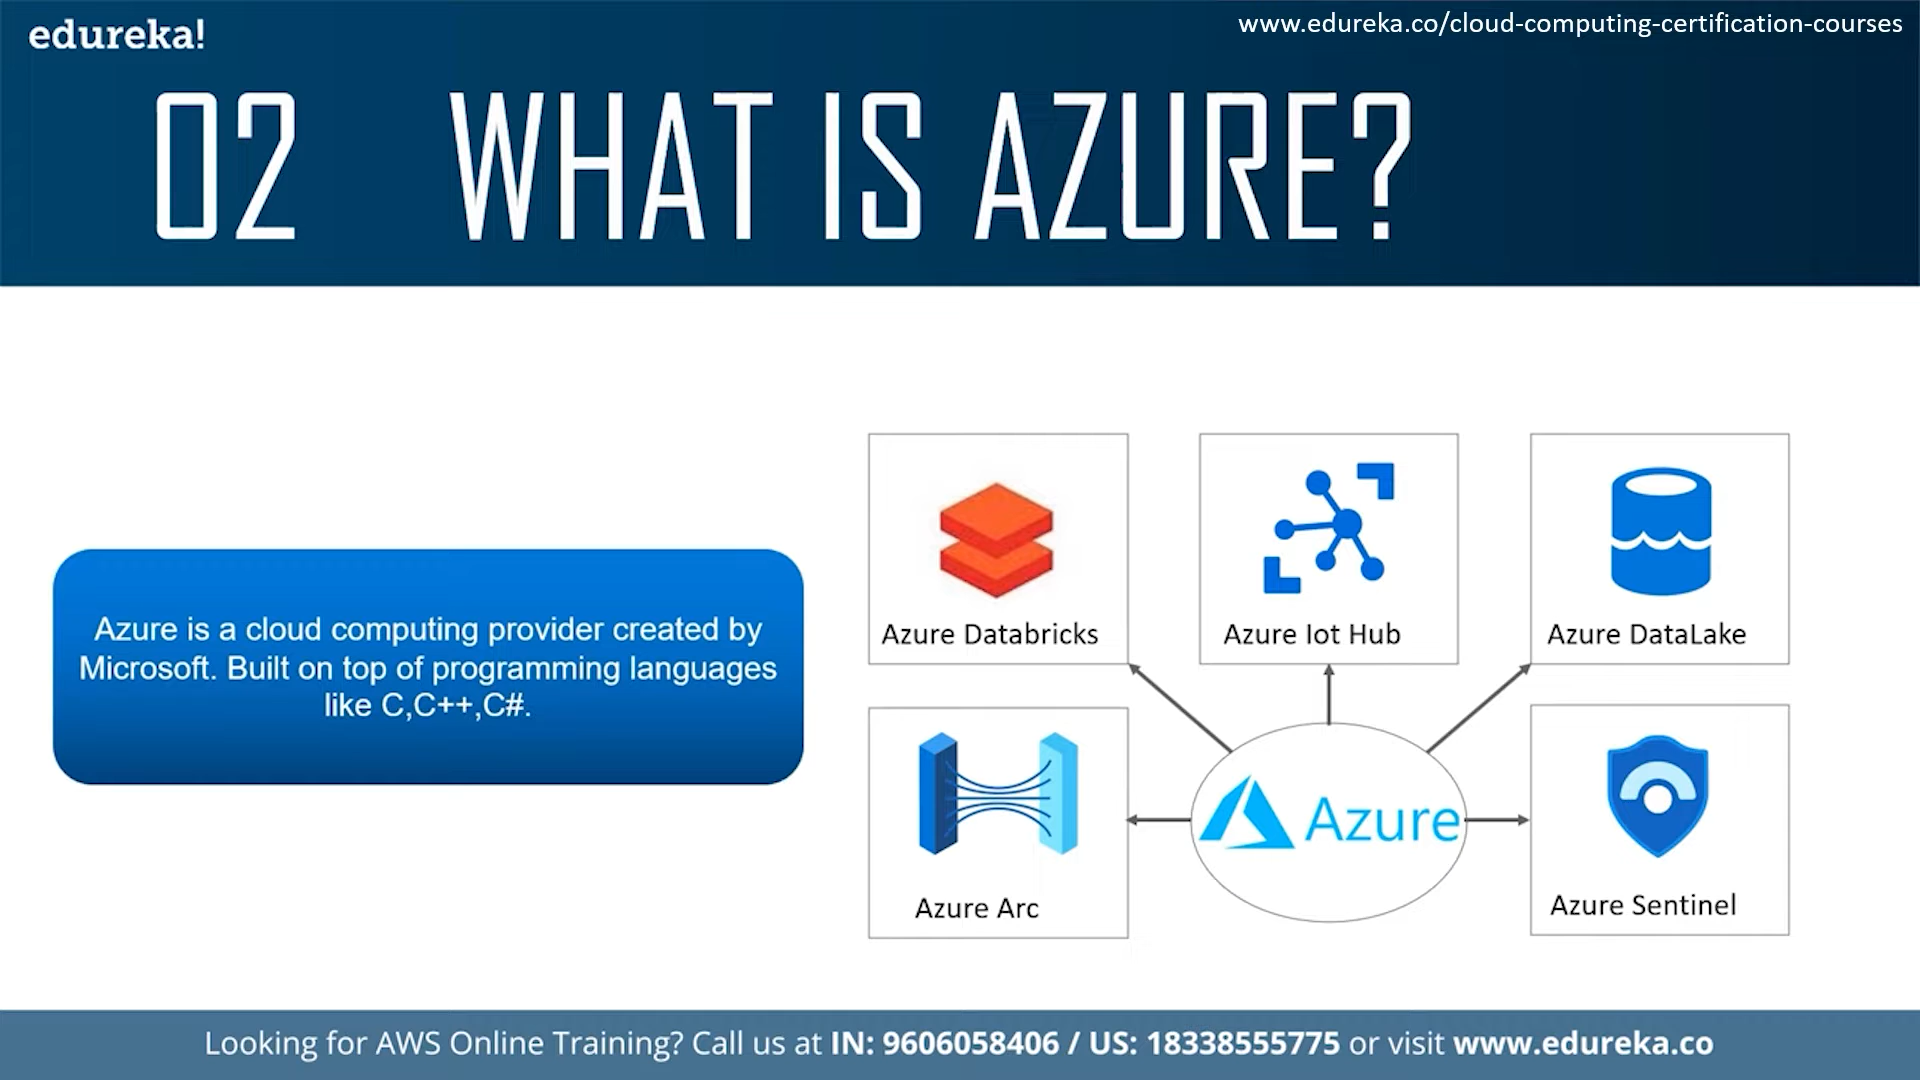 edureka!
www.edureka.co/cloud-computing-certification-courses
02 WHAT IS AZURE?
Azure is a cloud computing provider created by
Microsoft. Built on top of programming languages
like C,C++,C#.
Azure Databricks
Azure Iot Hub
Azure DataLake
Azure Arc
Azure
Azure Sentinel
Looking for AWS Online Training? Call us at IN: 9606058406 / US: 18338555775 or visit www.edureka.co